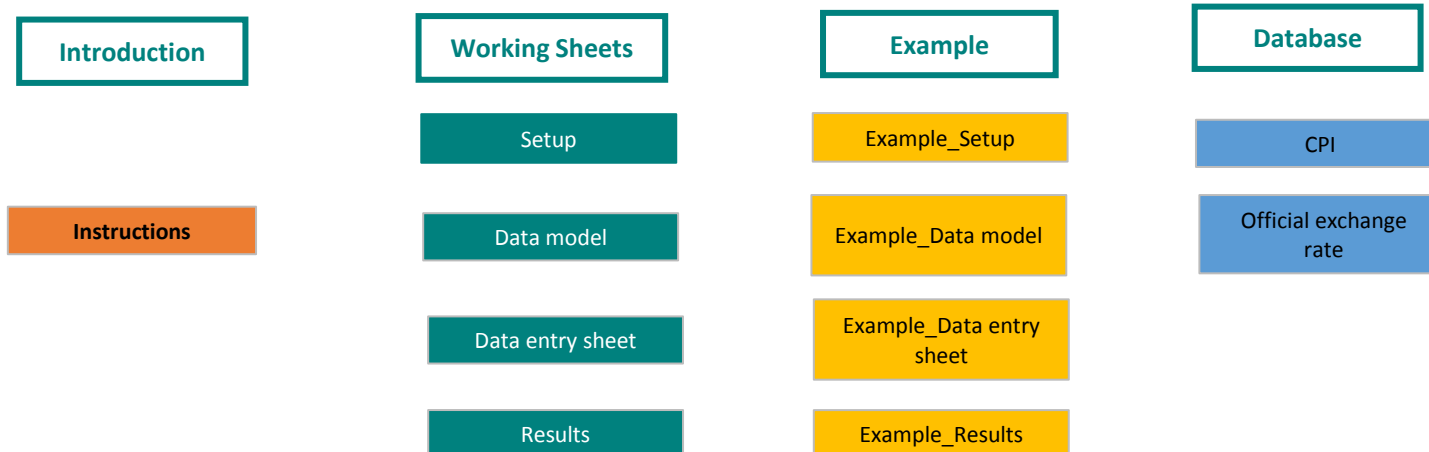 Introduction
Working Sheets
Example
Database
Setup
Example_Setup
CPI
Instructions
Data model
Example_Data model
Official exchange
rate
Data entry sheet
Example_Data entry
sheet
Results
Example_Results